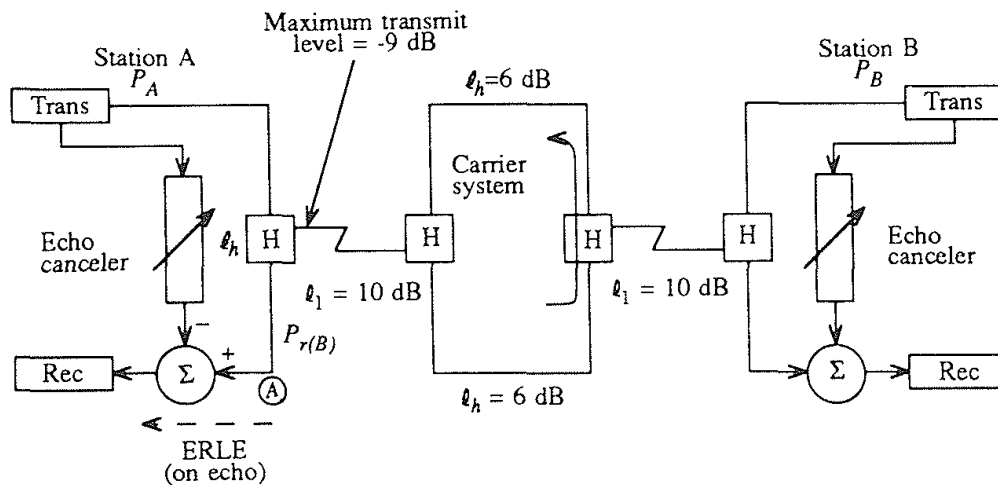 Maximum transmit
level = -9 dB
Station A
P_A
Trans
ℓ_h=6 dB
Station B
P_B
Trans
Carrier
system
Echo
canceler
ℓ_h
H
H
H
H
Echo
canceler
ℓ_1 = 10 dB
ℓ_1 = 10 dB
P_r(B)
−
+
Rec
Σ
A
ℓ_h = 6 dB
Σ
Rec
ERLE
(on echo)